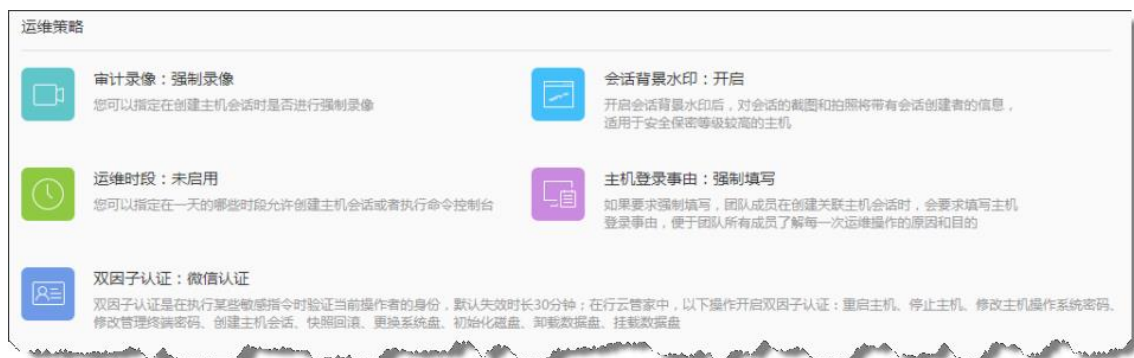 运维策略
审计录像：强制录像
您可以指定在创建主机会话时是否进行强制录像
会话背景水印：开启
开启会话背景水印后，对会话的截图和拍照将带有会话创建者的信息，
适用于安全保密等级较高的主机
运维时段：未启用
您可以指定在一天的哪些时段允许创建主机会话或者执行命令控制台
主机登录事由：强制填写
如果要求强制填写，团队成员在创建关联主机会话时，会要求填写主机
登录事由，便于团队所有成员了解每一次运维操作的原因和目的
双因子认证：微信认证
双因子认证是在执行某些敏感指令时验证当前操作者的身份，默认失效时长30分钟；在行云管家中，以下操作开启双因子认证：重启主机、停止主机、修改主机操作系统密码、
修改管理终端密码、创建主机会话、快照回滚、更换系统盘、初始化磁盘、卸载数据盘、挂载数据盘